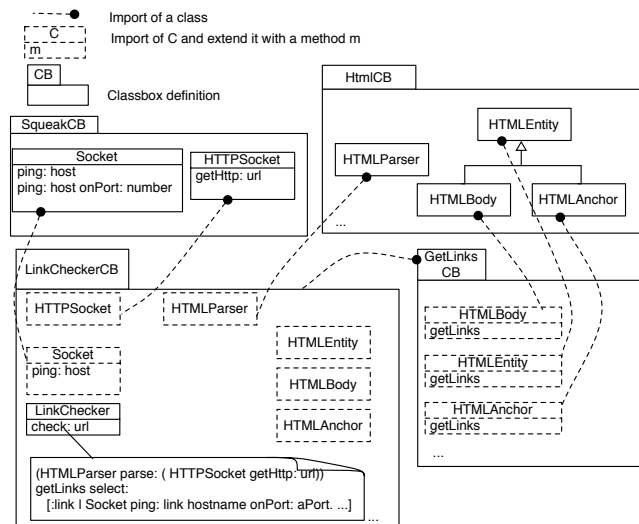 Import of a class
C
m
Import of C and extend it with a method m
CB
Classbox definition
HtmlCB
SqueakCB
HTMLEntity
Socket
ping: host
ping: host onPort: number
HTTPSocket
getHttp: url
HTMLParser
HTMLBody
HTMLAnchor
...
LinkCheckerCB
GetLinks
CB
HTTPSocket
HTMLParser
HTMLBody
getLinks
HTMLEntity
Socket
ping: host
HTMLEntity
getLinks
HTMLBody
LinkChecker
check: url
HTMLAnchor
HTMLAnchor
getLinks
...
(HTMLParser parse: ( HTTPSocket getHttp: url))
getLinks select:
[:link | Socket ping: link hostname onPort: aPort. ...]
...